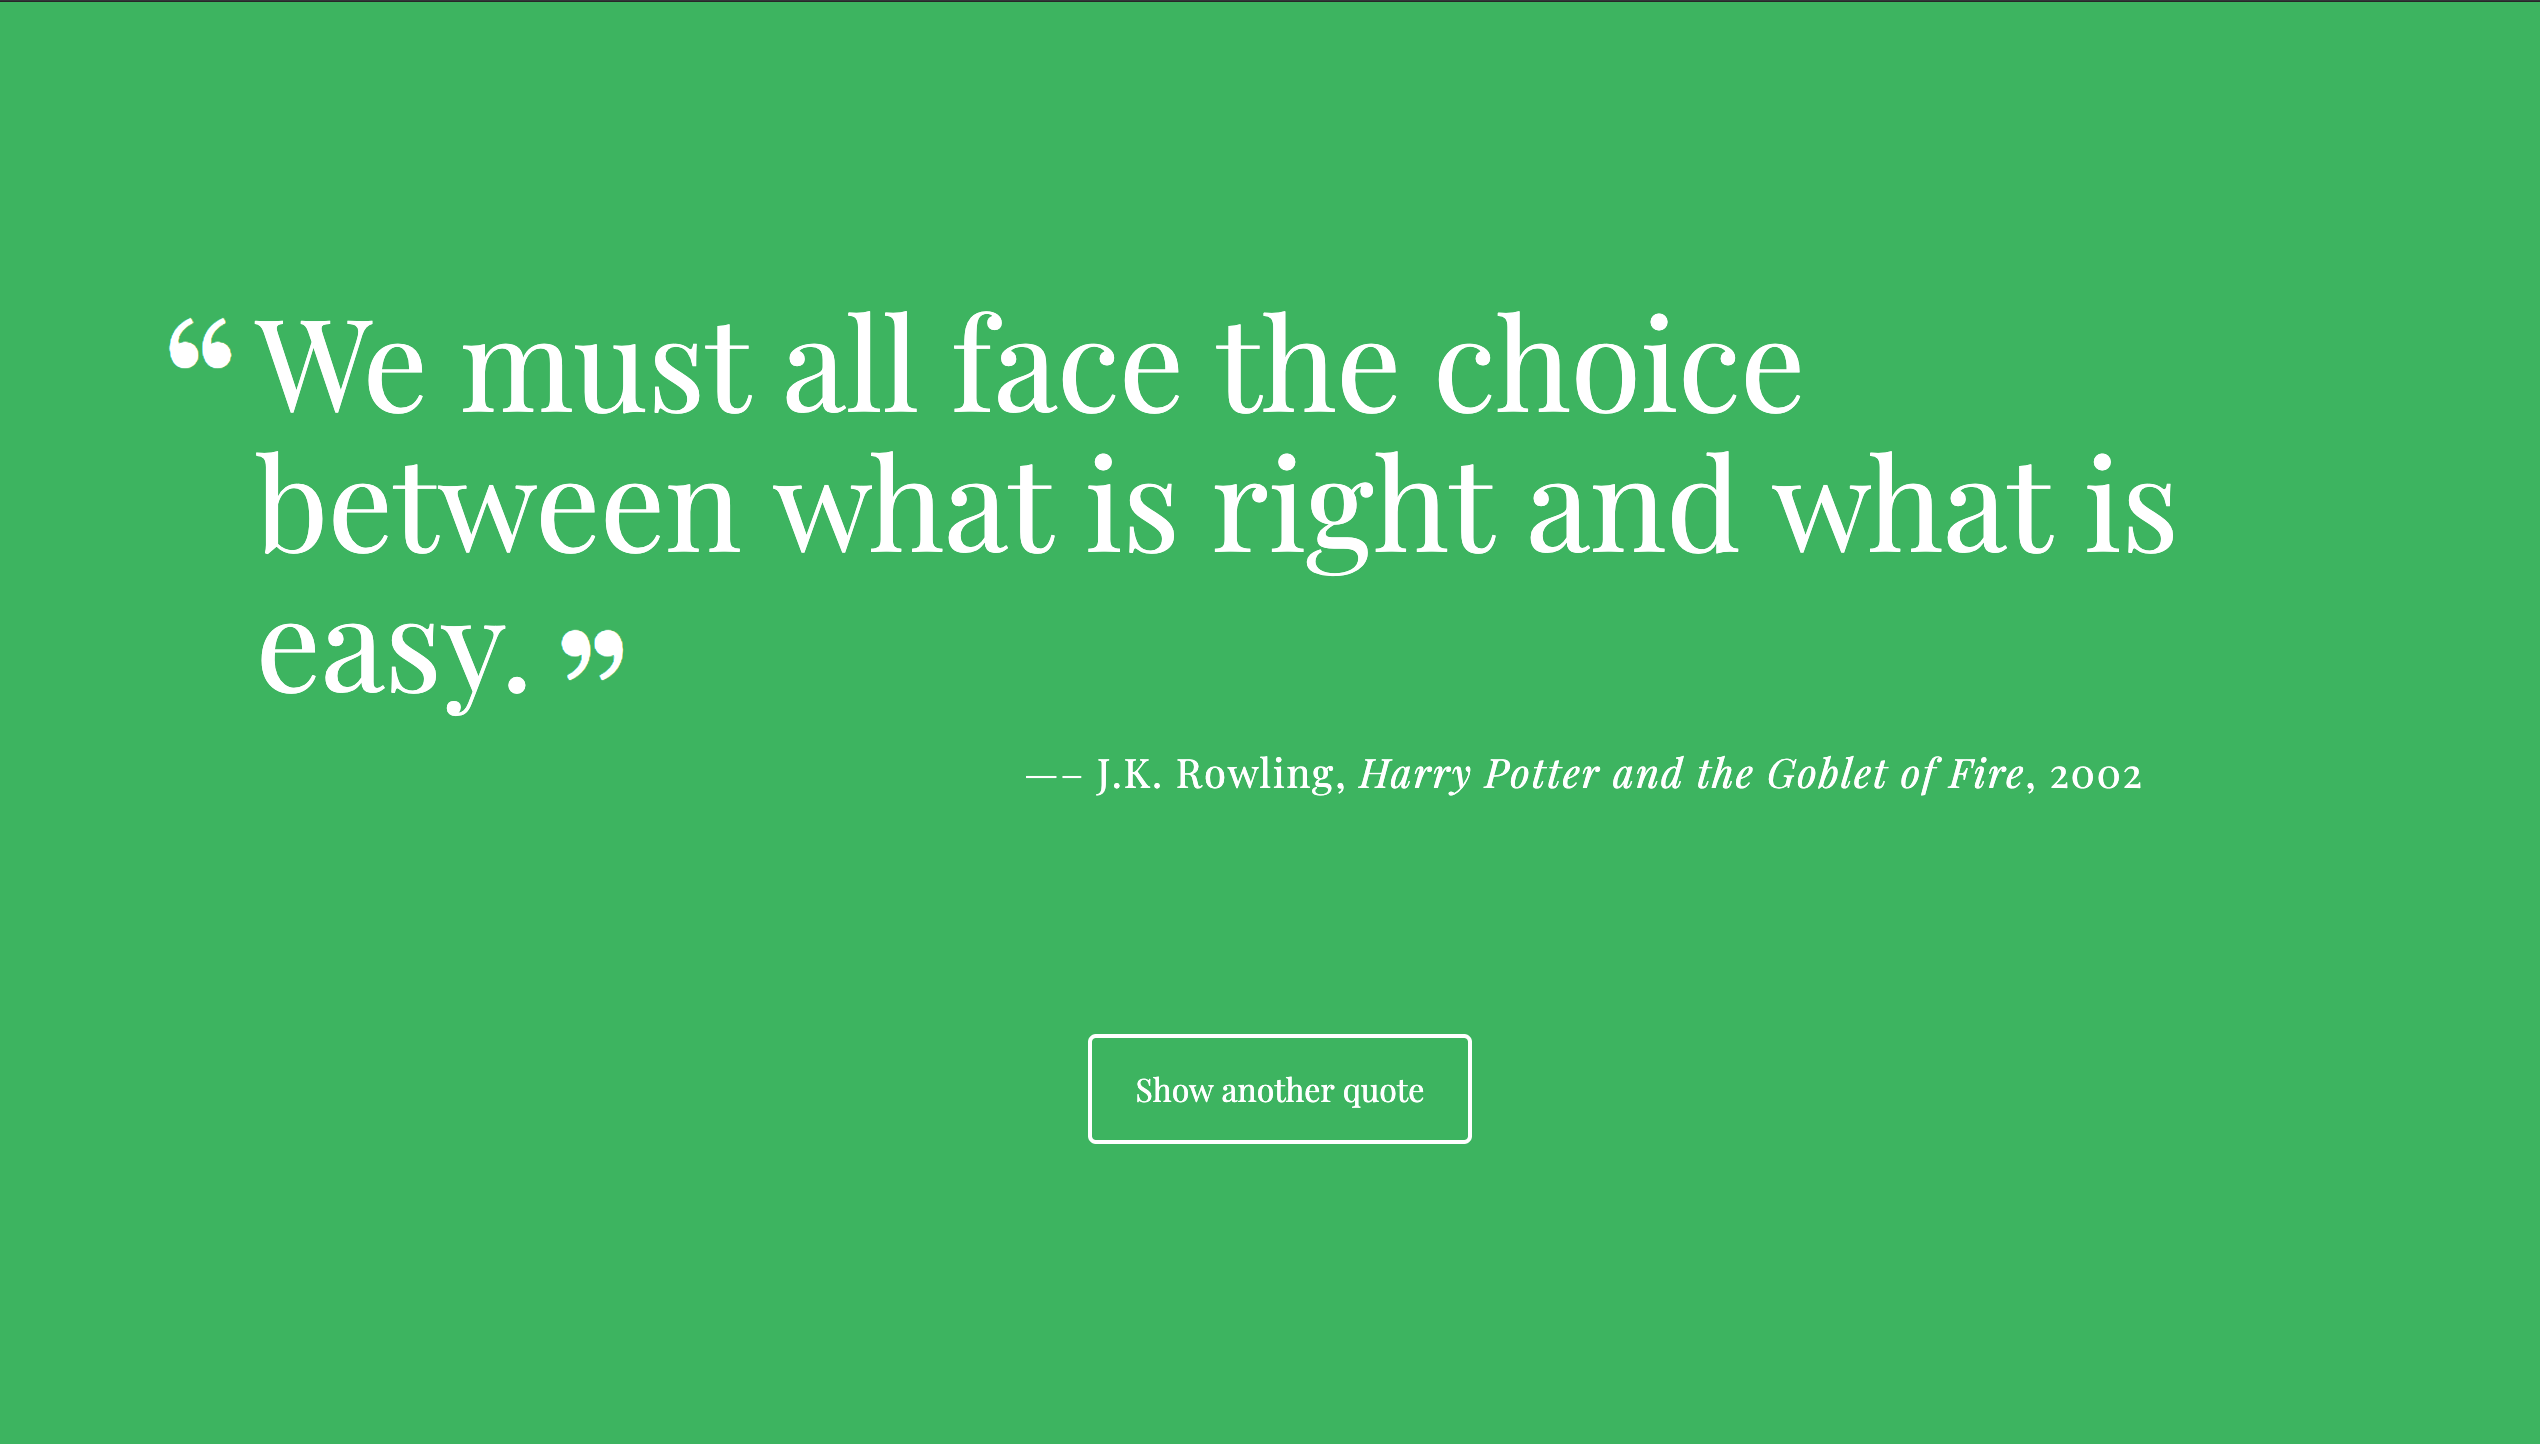 “We must all face the choice
between what is right and what is
easy. ”
—– J.K. Rowling, Harry Potter and the Goblet of Fire, 2002
Show another quote